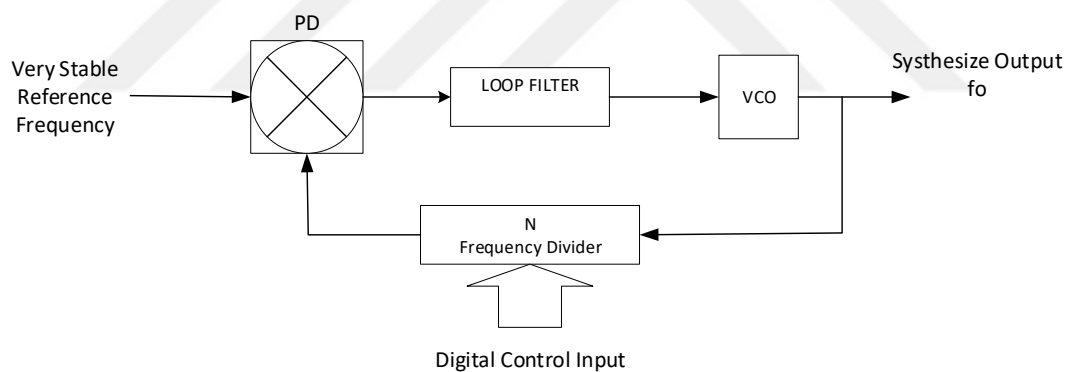 PD
Very Stable
Reference
Frequency
LOOP FILTER
VCO
Systhesize Output
fo
N
Frequency Divider
Digital Control Input